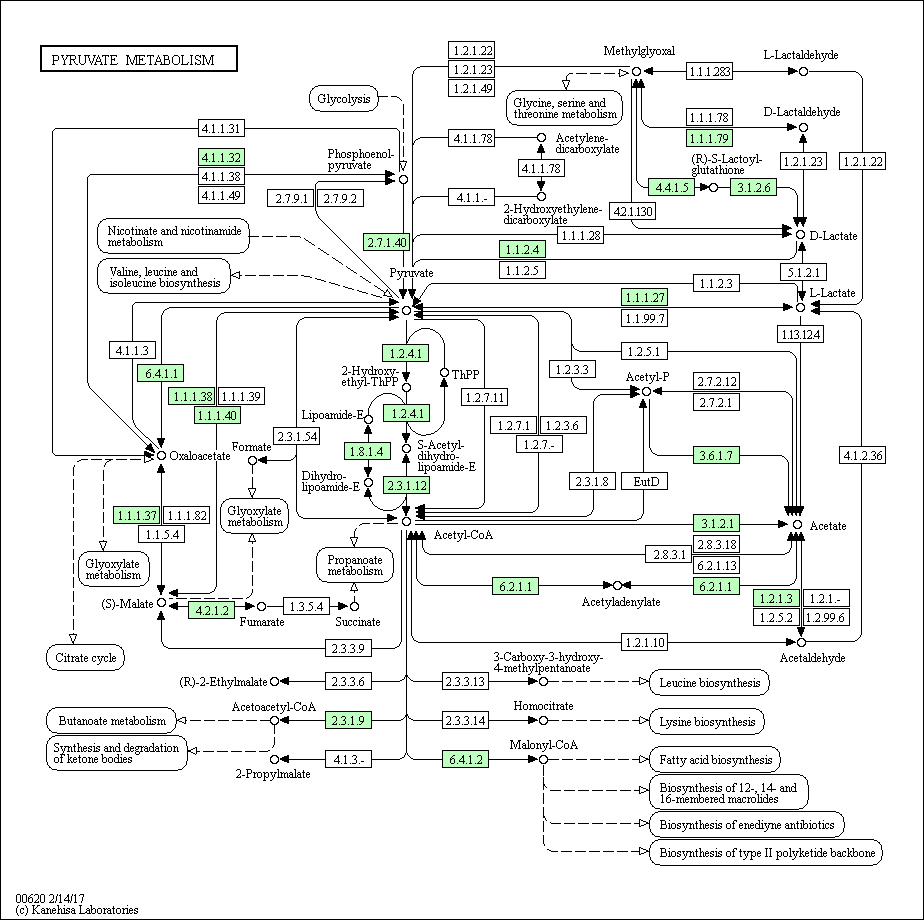 PYRUVATE METABOLISM
1.2.1.22
1.2.1.23
1.2.1.49
Methylglyoxal
1.1.1.283
L-Lactaldehyde
Glycolysis
Glycine, serine and
threonine metabolism
1.1.1.78
1.1.1.79
D-Lactaldehyde
4.1.1.31
4.1.1.32
4.1.1.38
4.1.1.49
Phosphoenol-
pyruvate
4.1.1.78
Acetylene-
dicarboxylate
4.1.1.78
(R)-S-Lactoyl-
glutathione
1.2.1.23
1.2.1.22
4.4.1.5
3.1.2.6
2.7.9.1
2.7.9.2
4.1.1.-
2-Hydroxyethylene-
dicarboxylate
4.2.1.130
Nicotinate and nicotinamide
metabolism
2.7.1.40
1.1.1.28
D-Lactate
1.1.2.4
1.1.2.5
Valine, leucine and
isoleucine biosynthesis
Pyruvate
5.1.2.1
1.1.2.3
L-Lactate
1.1.1.27
1.1.99.7
1.13.12.4
4.1.1.3
6.4.1.1
1.2.4.1
1.2.5.1
1.2.3.3
2-Hydroxy-
ethyl-ThPP
ThPP
Acetyl-P
2.7.2.12
2.7.2.1
1.1.1.38
1.1.1.39
1.1.1.40
1.2.7.11
Lipoamide-E
1.2.4.1
1.2.7.1
1.2.3.6
1.2.7.-
2.3.1.54
Formate
Oxaloacetate
1.8.1.4
S-Acetyl-
dihydro-
lipoamide-E
3.6.1.7
4.1.2.36
Dihydro-
lipoamide-E
2.3.1.12
2.3.1.8
EutD
1.1.1.37
1.1.1.82
1.1.5.4
Glyoxylate
metabolism
Acetyl-CoA
3.1.2.1
Acetate
2.8.3.18
2.8.3.1
6.2.1.13
Glyoxylate
metabolism
Propanoate
metabolism
6.2.1.1
Acetyladenylate
6.2.1.1
(S)-Malate
4.2.1.2
Fumarate
1.3.5.4
Succinate
1.2.1.3
1.2.1.-
1.2.5.2
1.2.99.6
Citrate cycle
2.3.3.9
1.2.1.10
Acetaldehyde
(R)-2-Ethylmalate
2.3.3.6
2.3.3.13
3-Carboxy-3-hydroxy-
4-methylpentanoate
Leucine biosynthesis
Butanoate metabolism
Acetoacetyl-CoA
2.3.1.9
2.3.3.14
Homocitrate
Lysine biosynthesis
Synthesis and degradation
of ketone bodies
4.1.3.-
2-Propylmalate
6.4.1.2
Malonyl-CoA
Fatty acid biosynthesis
Biosynthesis of 12-, 14- and
16-membered macrolides
Biosynthesis of enediyne antibiotics
Biosynthesis of type II polyketide backbone
00620 2/14/17
(c) Kanehisa Laboratories